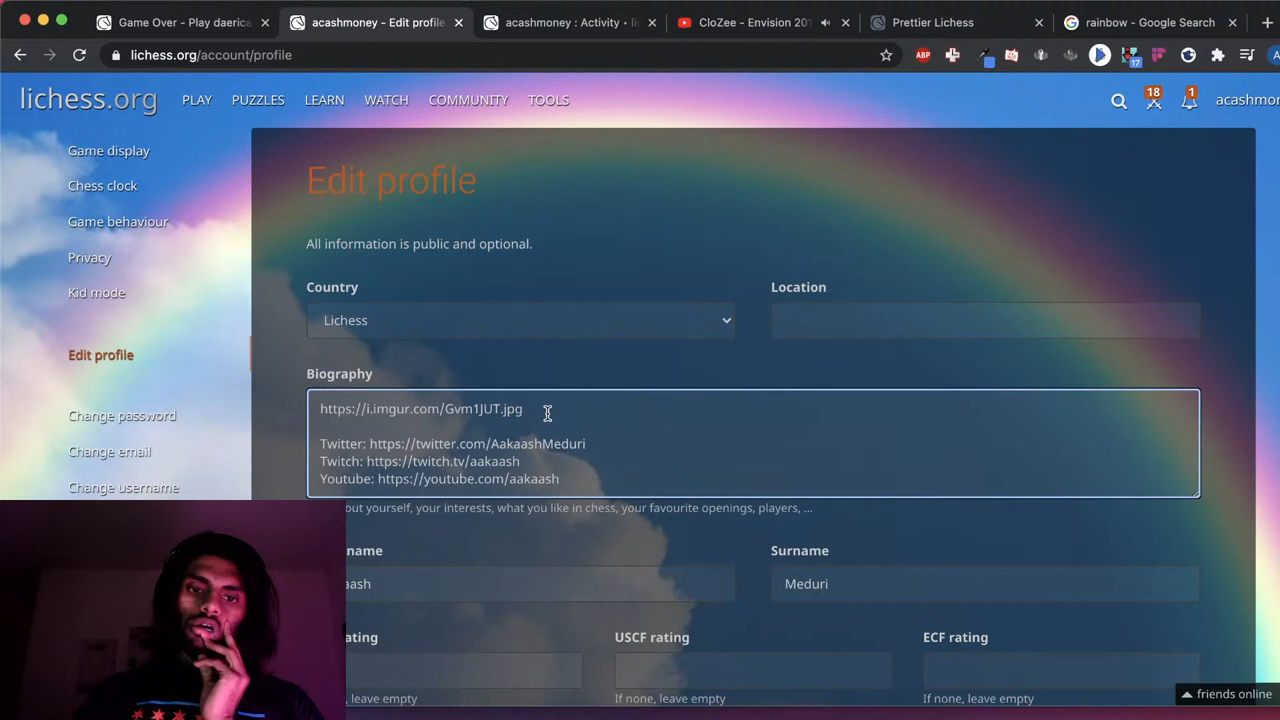 Game Over - Play daerica
acashmoney - Edit profile
acashmoney : Activity • li
CloZee - Envision 201
Prettier Lichess
rainbow - Google Search
lichess.org/account/profile
ABP
17
lichess.org
PLAY
PUZZLES
LEARN
WATCH
COMMUNITY
TOOLS
18
1
acashmon
Game display
Chess clock
Game behaviour
Privacy
Kid mode
Edit profile
Change password
Change email
Change username
Edit profile
All information is public and optional.
Country
Location
Lichess
Biography
https://i.imgur.com/Gvm1JUT.jpg
Twitter: https://twitter.com/AakaashMeduri
Twitch: https://twitch.tv/aakaash
Youtube: https://youtube.com/aakaash
out yourself, your interests, what you like in chess, your favourite openings, players, ...
name
Surname
aash
Meduri
ating
USCF rating
ECF rating
, leave empty
If none, leave empty
If none, leave empty
friends online